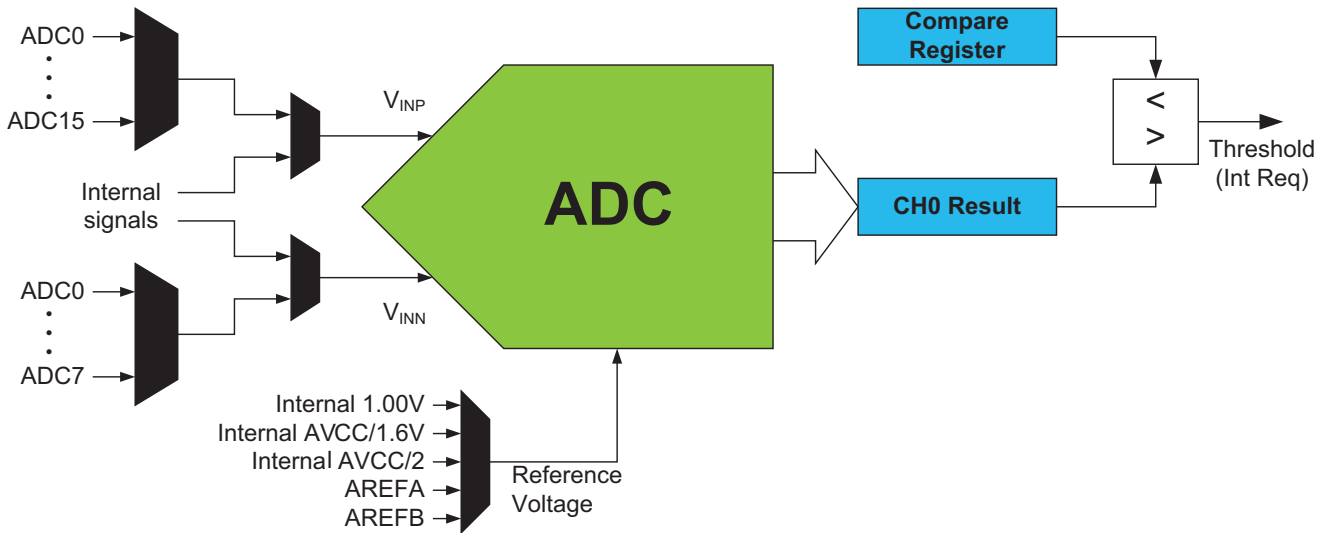 ADC0
ADC15
Internal
signals
ADC0
ADC7
VINP
VINN
ADC
Internal 1.00V
Internal AVCC/1.6V
Internal AVCC/2
AREFA
AREFB
Reference
Voltage
Compare
Register
CH0 Result
<
>
Threshold
(Int Req)